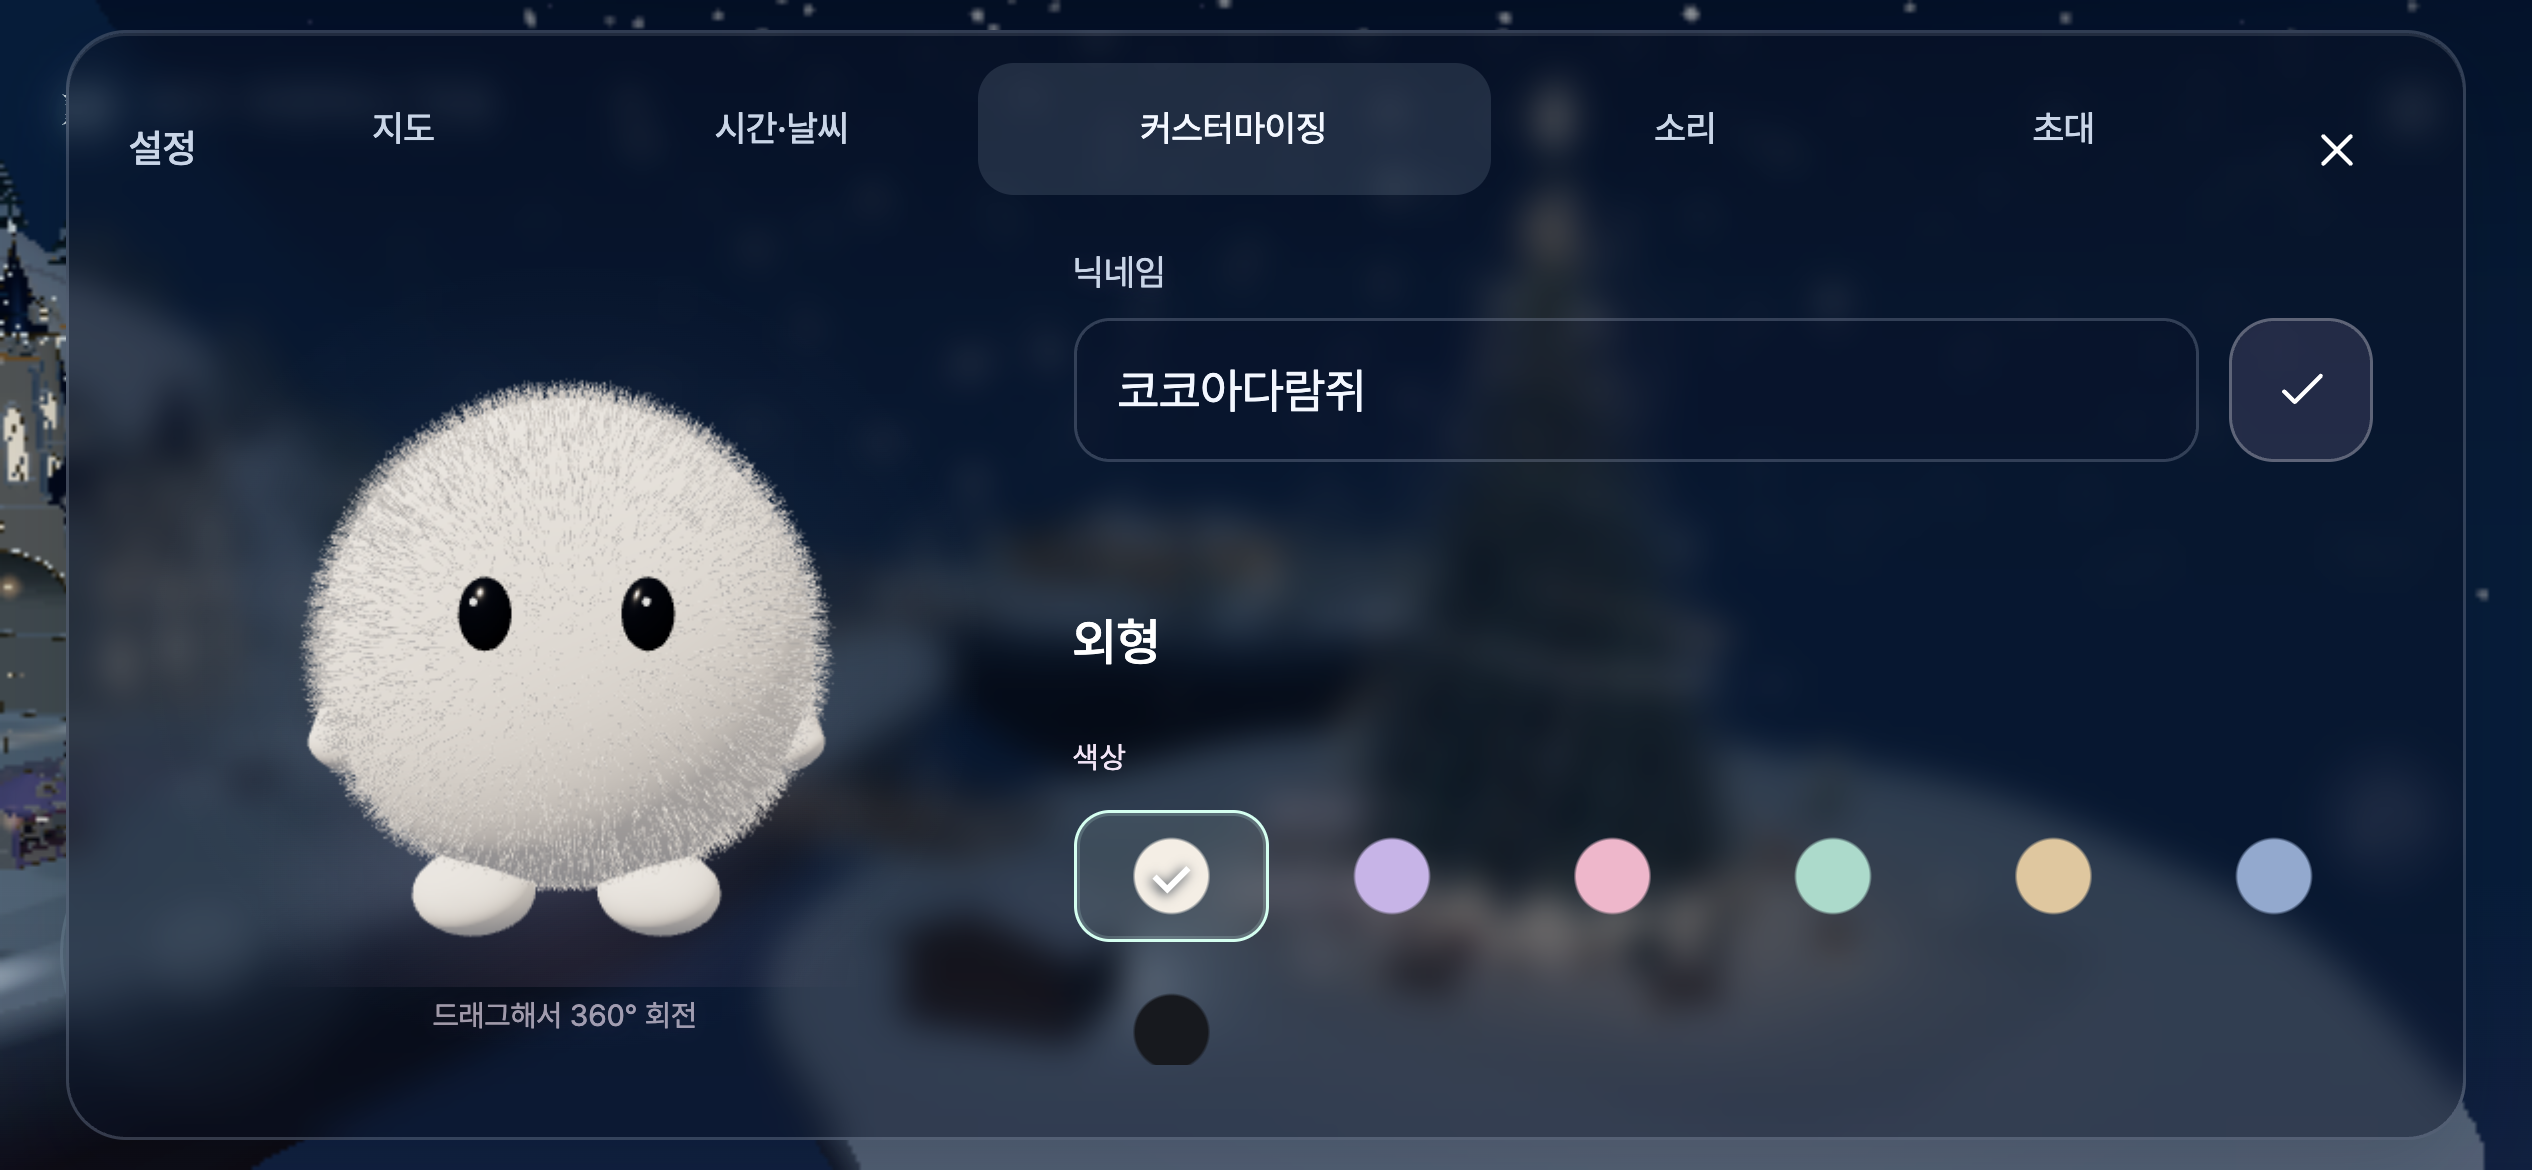 설정
지도
시간·날씨
커스터마이징
소리
초대
닉네임
코코아다람쥐
외형
색상
드래그해서 360° 회전